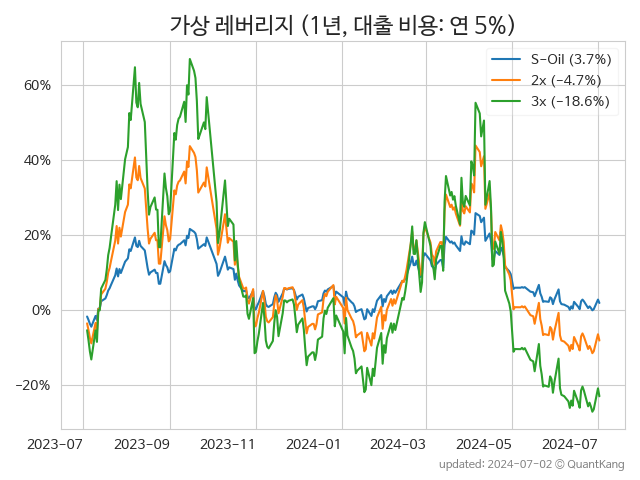 가상 레버리지 (1년, 대출 비용: 연 5%)
S-Oil (3.7%)
2x (-4.7%)
3x (-18.6%)
60%
40%
20%
0%
-20%
2023-07 2023-09 2023-11 2024-01 2024-03 2024-05 2024-07
updated: 2024-07-02 © QuantKang